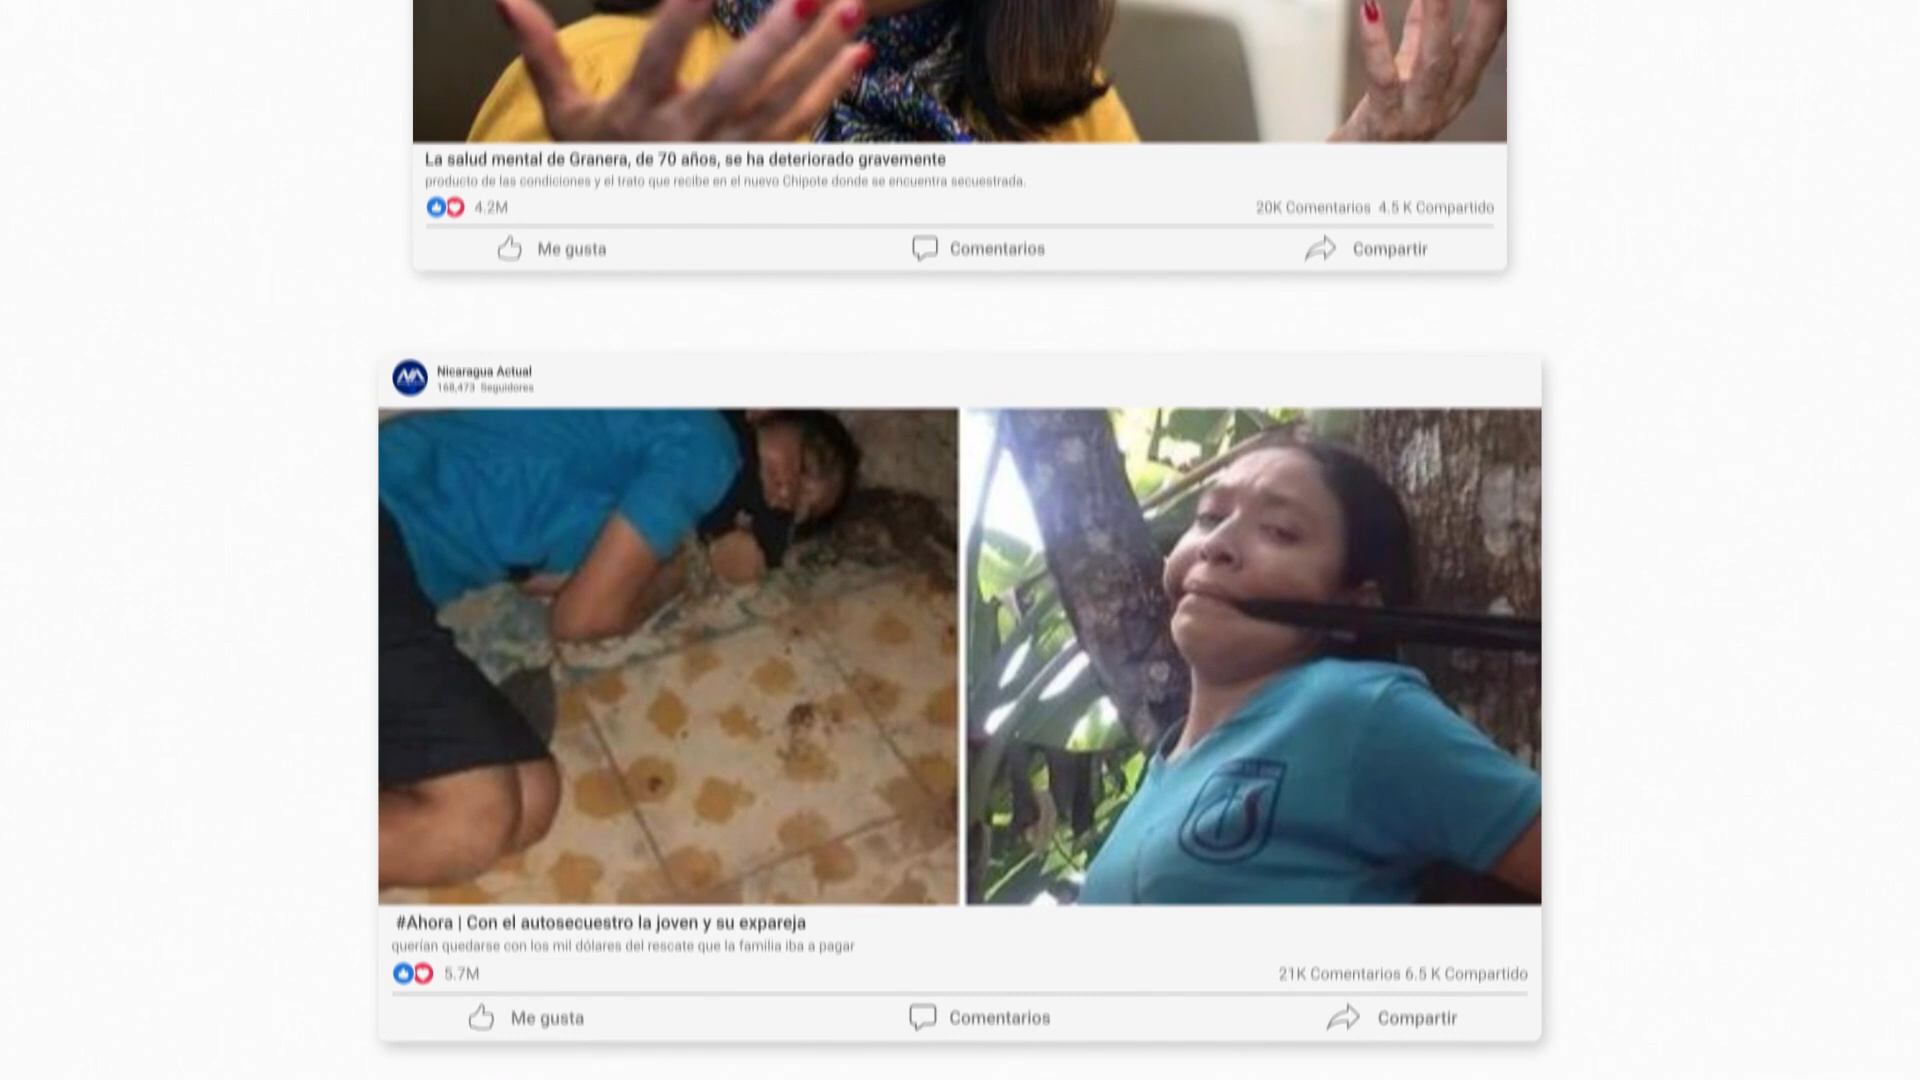 La salud mental de Granera, de 70 años, se ha deteriorado gravemente
producto de las condiciones y el trato que recibe en el nuevo Chipote donde se encuentra secuestrada.
4.2M
20K Comentarios 4.5 K Compartido
Me gusta
Comentarios
Compartir
Nicaragua Actual
168,473 Seguidores
#Ahora | Con el autosecuestro la joven y su expareja
querían quedarse con los mil dólares del rescate que la familia iba a pagar
5.7M
21K Comentarios 6.5 K Compartido
Me gusta
Comentarios
Compartir